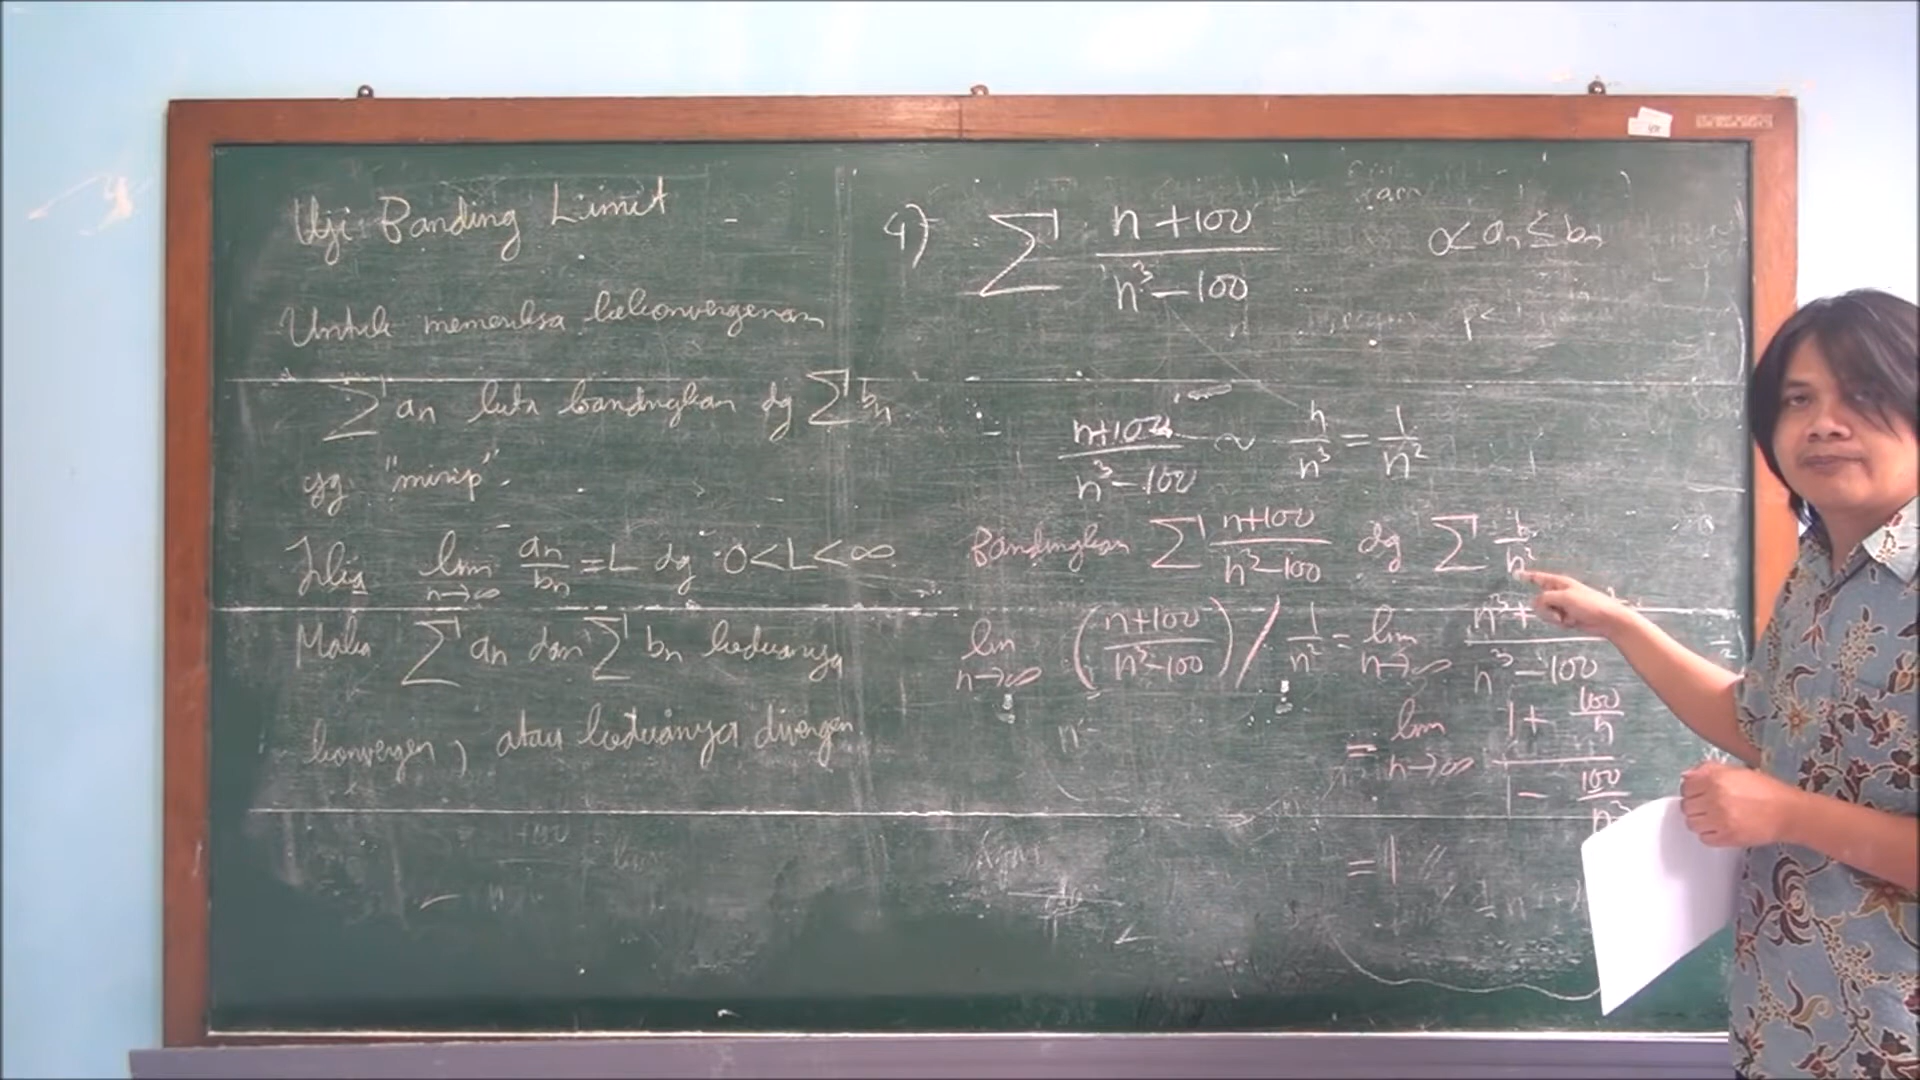 Uji Banding Limit
Untuk memeriksa kekonvergenan
∑ an kita bandingkan dg ∑ bn
yg "mirip".
Jika lim n→∞ an/bn = L dg 0<L<∞
Maka ∑ an dan ∑ bn keduanya
konvergen, atau keduanya divergen
4) ∑ (n+100)/(n³-100)
0< an ≤ bn
(n+100)/(n³-100) ~ n/n³ = 1/n²
Bandingkan ∑ (n+100)/(n³-100) dg ∑ 1/n²
lim n→∞ ((n+100)/(n³-100)) / 1/n² = lim n→∞ (n³+)/(n³-100)
= lim n→∞ (1+ 100/n)/(1 - 100/n³)
= 1 //